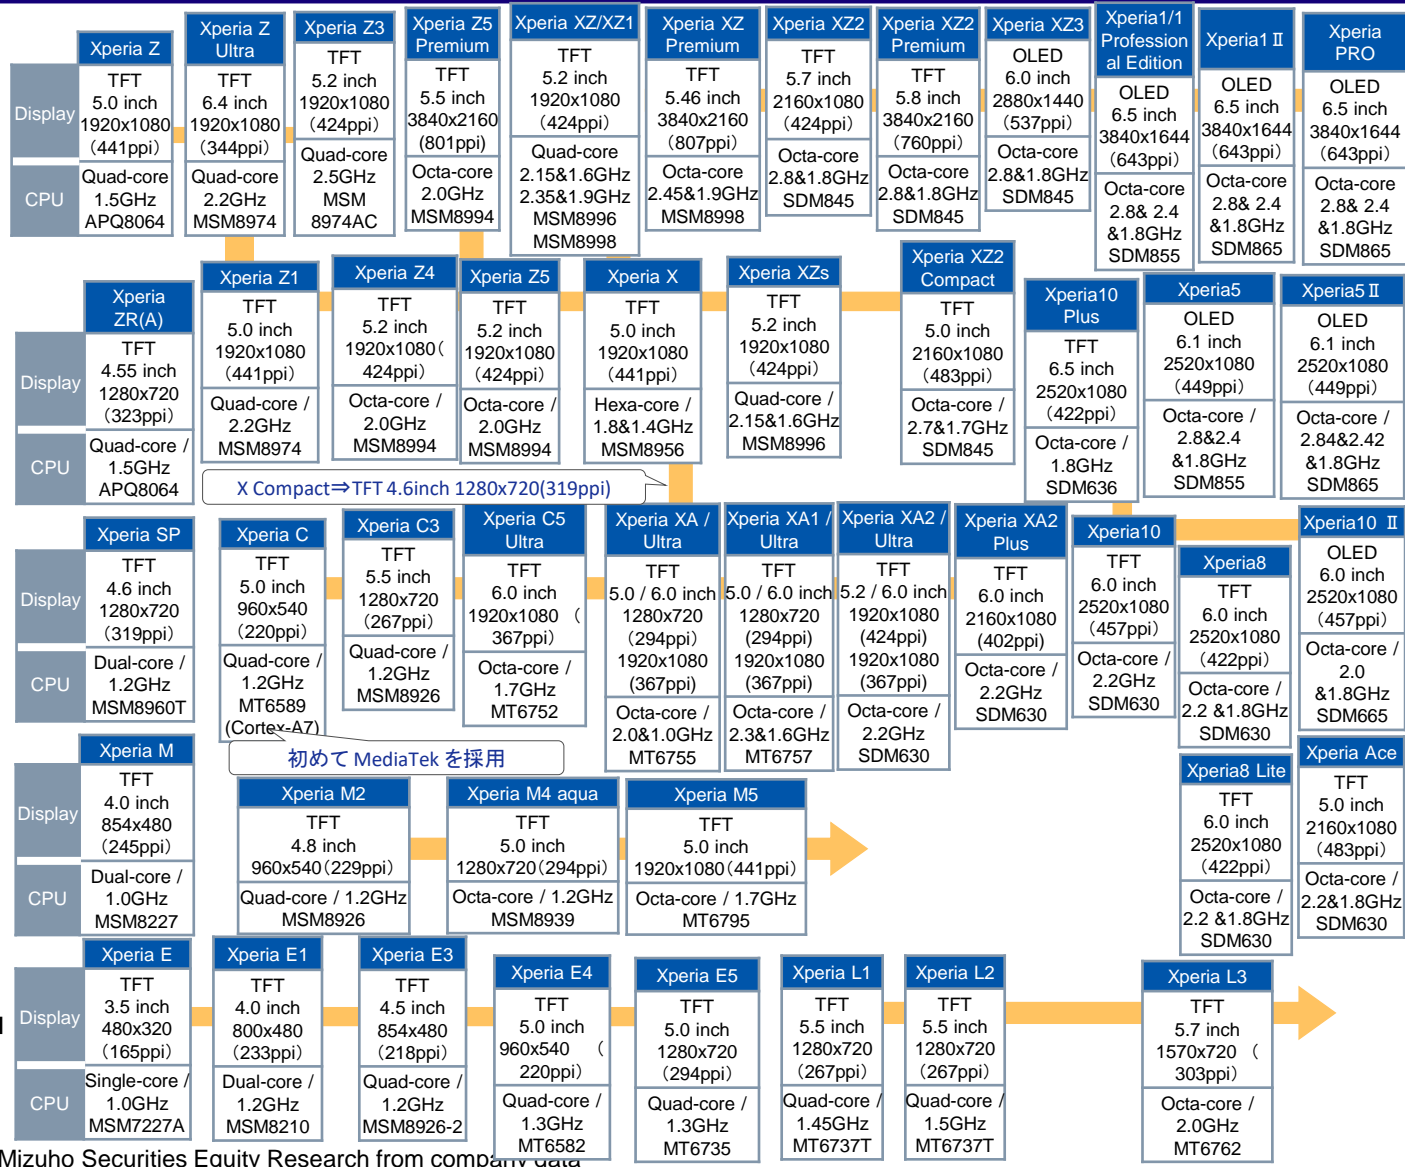 Xperia Z
Display
TFT
5.0 inch
1920x1080
(441ppi)
CPU
Quad-core
1.5GHz
APQ8064
Xperia Z
Ultra
TFT
6.4 inch
1920x1080
(344ppi)
Quad-core
2.2GHz
MSM8974
Xperia Z3
TFT
5.2 inch
1920x1080
(424ppi)
Quad-core
2.5GHz
MSM
8974AC
Xperia Z5
Premium
TFT
5.5 inch
3840x2160
(801ppi)
Octa-core
2.0GHz
MSM8994
Xperia XZ/XZ1
TFT
5.2 inch
1920x1080
(424ppi)
Quad-core
2.15&1.6GHz
2.35&1.9GHz
MSM8996
MSM8998
Xperia XZ
Premium
TFT
5.46 inch
3840x2160
(807ppi)
Octa-core
2.45&1.9GHz
MSM8998
Xperia XZ2
TFT
5.7 inch
2160x1080
(424ppi)
Octa-core
2.8&1.8GHz
SDM845
Xperia XZ2
Premium
TFT
5.8 inch
3840x2160
(760ppi)
Octa-core
2.8&1.8GHz
SDM845
Xperia XZ3
OLED
6.0 inch
2880x1440
(537ppi)
Octa-core
2.8&1.8GHz
SDM845
Xperia1/1
Profession
al Edition
OLED
6.5 inch
3840x1644
(643ppi)
Octa-core
2.8& 2.4
&1.8GHz
SDM855
Xperia1Ⅱ
OLED
6.5 inch
3840x1644
(643ppi)
Octa-core
2.8& 2.4
&1.8GHz
SDM865
Xperia
PRO
OLED
6.5 inch
3840x1644
(643ppi)
Octa-core
2.8& 2.4
&1.8GHz
SDM865
Xperia
ZR(A)
Display
TFT
4.55 inch
1280x720
(323ppi)
CPU
Quad-core /
1.5GHz
APQ8064
Xperia Z1
TFT
5.0 inch
1920x1080
(441ppi)
Quad-core /
2.2GHz
MSM8974
Xperia Z4
TFT
5.2 inch
1920x1080(
424ppi)
Octa-core /
2.0GHz
MSM8994
Xperia Z5
TFT
5.2 inch
1920x1080
(424ppi)
Octa-core /
2.0GHz
MSM8994
Xperia X
TFT
5.0 inch
1920x1080
(441ppi)
Hexa-core /
1.8&1.4GHz
MSM8956
Xperia XZs
TFT
5.2 inch
1920x1080
(424ppi)
Quad-core /
2.15&1.6GHz
MSM8996
Xperia XZ2
Compact
TFT
5.0 inch
2160x1080
(483ppi)
Octa-core /
2.7&1.7GHz
SDM845
Xperia10
Plus
TFT
6.5 inch
2520x1080
(422ppi)
Octa-core /
1.8GHz
SDM636
Xperia5
OLED
6.1 inch
2520x1080
(449ppi)
Octa-core /
2.8&2.4
&1.8GHz
SDM855
Xperia5Ⅱ
OLED
6.1 inch
2520x1080
(449ppi)
Octa-core /
2.84&2.42
&1.8GHz
SDM865
X Compact⇒TFT 4.6inch 1280x720(319ppi)
Xperia SP
Display
TFT
4.6 inch
1280x720
(319ppi)
CPU
Dual-core /
1.2GHz
MSM8960T
Xperia C
TFT
5.0 inch
960x540
(220ppi)
Quad-core /
1.2GHz
MT6589
(Cortex-A7)
初めて MediaTek を採用
Xperia C3
TFT
5.5 inch
1280x720
(267ppi)
Quad-core /
1.2GHz
MSM8926
Xperia C5
Ultra
TFT
6.0 inch
1920x1080 (
367ppi)
Octa-core /
1.7GHz
MT6752
Xperia XA /
Ultra
TFT
5.0 / 6.0 inch
1280x720
(294ppi)
1920x1080
(367ppi)
Octa-core /
2.0&1.0GHz
MT6755
Xperia XA1 /
Ultra
TFT
5.0 / 6.0 inch
1280x720
(294ppi)
1920x1080
(367ppi)
Octa-core /
2.3&1.6GHz
MT6757
Xperia XA2 /
Ultra
TFT
5.2 / 6.0 inch
1920x1080
(424ppi)
1920x1080
(367ppi)
Octa-core /
2.2GHz
SDM630
Xperia XA2
Plus
TFT
6.0 inch
2160x1080
(402ppi)
Octa-core /
2.2GHz
SDM630
Xperia10
TFT
6.0 inch
2520x1080
(457ppi)
Octa-core /
2.2GHz
SDM630
Xperia8
TFT
6.0 inch
2520x1080
(422ppi)
Octa-core /
2.2 &1.8GHz
SDM630
Xperia10 Ⅱ
OLED
6.0 inch
2520x1080
(457ppi)
Octa-core /
2.0
&1.8GHz
SDM665
Xperia M
Display
TFT
4.0 inch
854x480
(245ppi)
CPU
Dual-core /
1.0GHz
MSM8227
Xperia M2
TFT
4.8 inch
960x540(229ppi)
Quad-core / 1.2GHz
MSM8926
Xperia M4 aqua
TFT
5.0 inch
1280x720(294ppi)
Octa-core / 1.2GHz
MSM8939
Xperia M5
TFT
5.0 inch
1920x1080(441ppi)
Octa-core / 1.7GHz
MT6795
Xperia8 Lite
TFT
6.0 inch
2520x1080
(422ppi)
Octa-core /
2.2 &1.8GHz
SDM630
Xperia Ace
TFT
5.0 inch
2160x1080
(483ppi)
Octa-core /
2.2&1.8GHz
SDM630
Xperia E
Display
TFT
3.5 inch
480x320
(165ppi)
CPU
Single-core /
1.0GHz
MSM7227A
Xperia E1
TFT
4.0 inch
800x480
(233ppi)
Dual-core /
1.2GHz
MSM8210
Xperia E3
TFT
4.5 inch
854x480
(218ppi)
Quad-core /
1.2GHz
MSM8926-2
Xperia E4
TFT
5.0 inch
960x540 (
220ppi)
Quad-core /
1.3GHz
MT6582
Xperia E5
TFT
5.0 inch
1280x720
(294ppi)
Quad-core /
1.3GHz
MT6735
Xperia L1
TFT
5.5 inch
1280x720
(267ppi)
Quad-core /
1.45GHz
MT6737T
Xperia L2
TFT
5.5 inch
1280x720
(267ppi)
Quad-core /
1.5GHz
MT6737T
Xperia L3
TFT
5.7 inch
1570x720 (
303ppi)
Octa-core /
2.0GHz
MT6762
Mizuho Securities Equity Research from company data